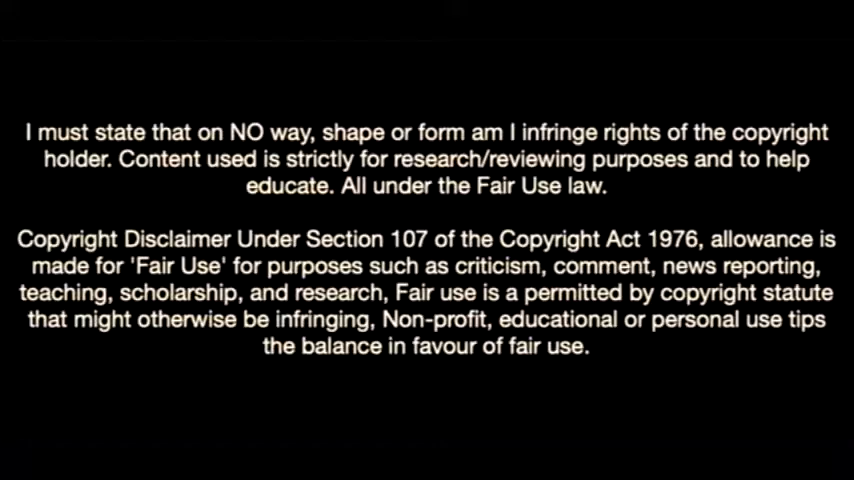 I must state that on NO way, shape or form am I infringe rights of the copyright
holder. Content used is strictly for research/reviewing purposes and to help
educate. All under the Fair Use law.
Copyright Disclaimer Under Section 107 of the Copyright Act 1976, allowance is
made for 'Fair Use' for purposes such as criticism, comment, news reporting,
teaching, scholarship, and research, Fair use is a permitted by copyright statute
that might otherwise be infringing, Non-profit, educational or personal use tips
the balance in favour of fair use.